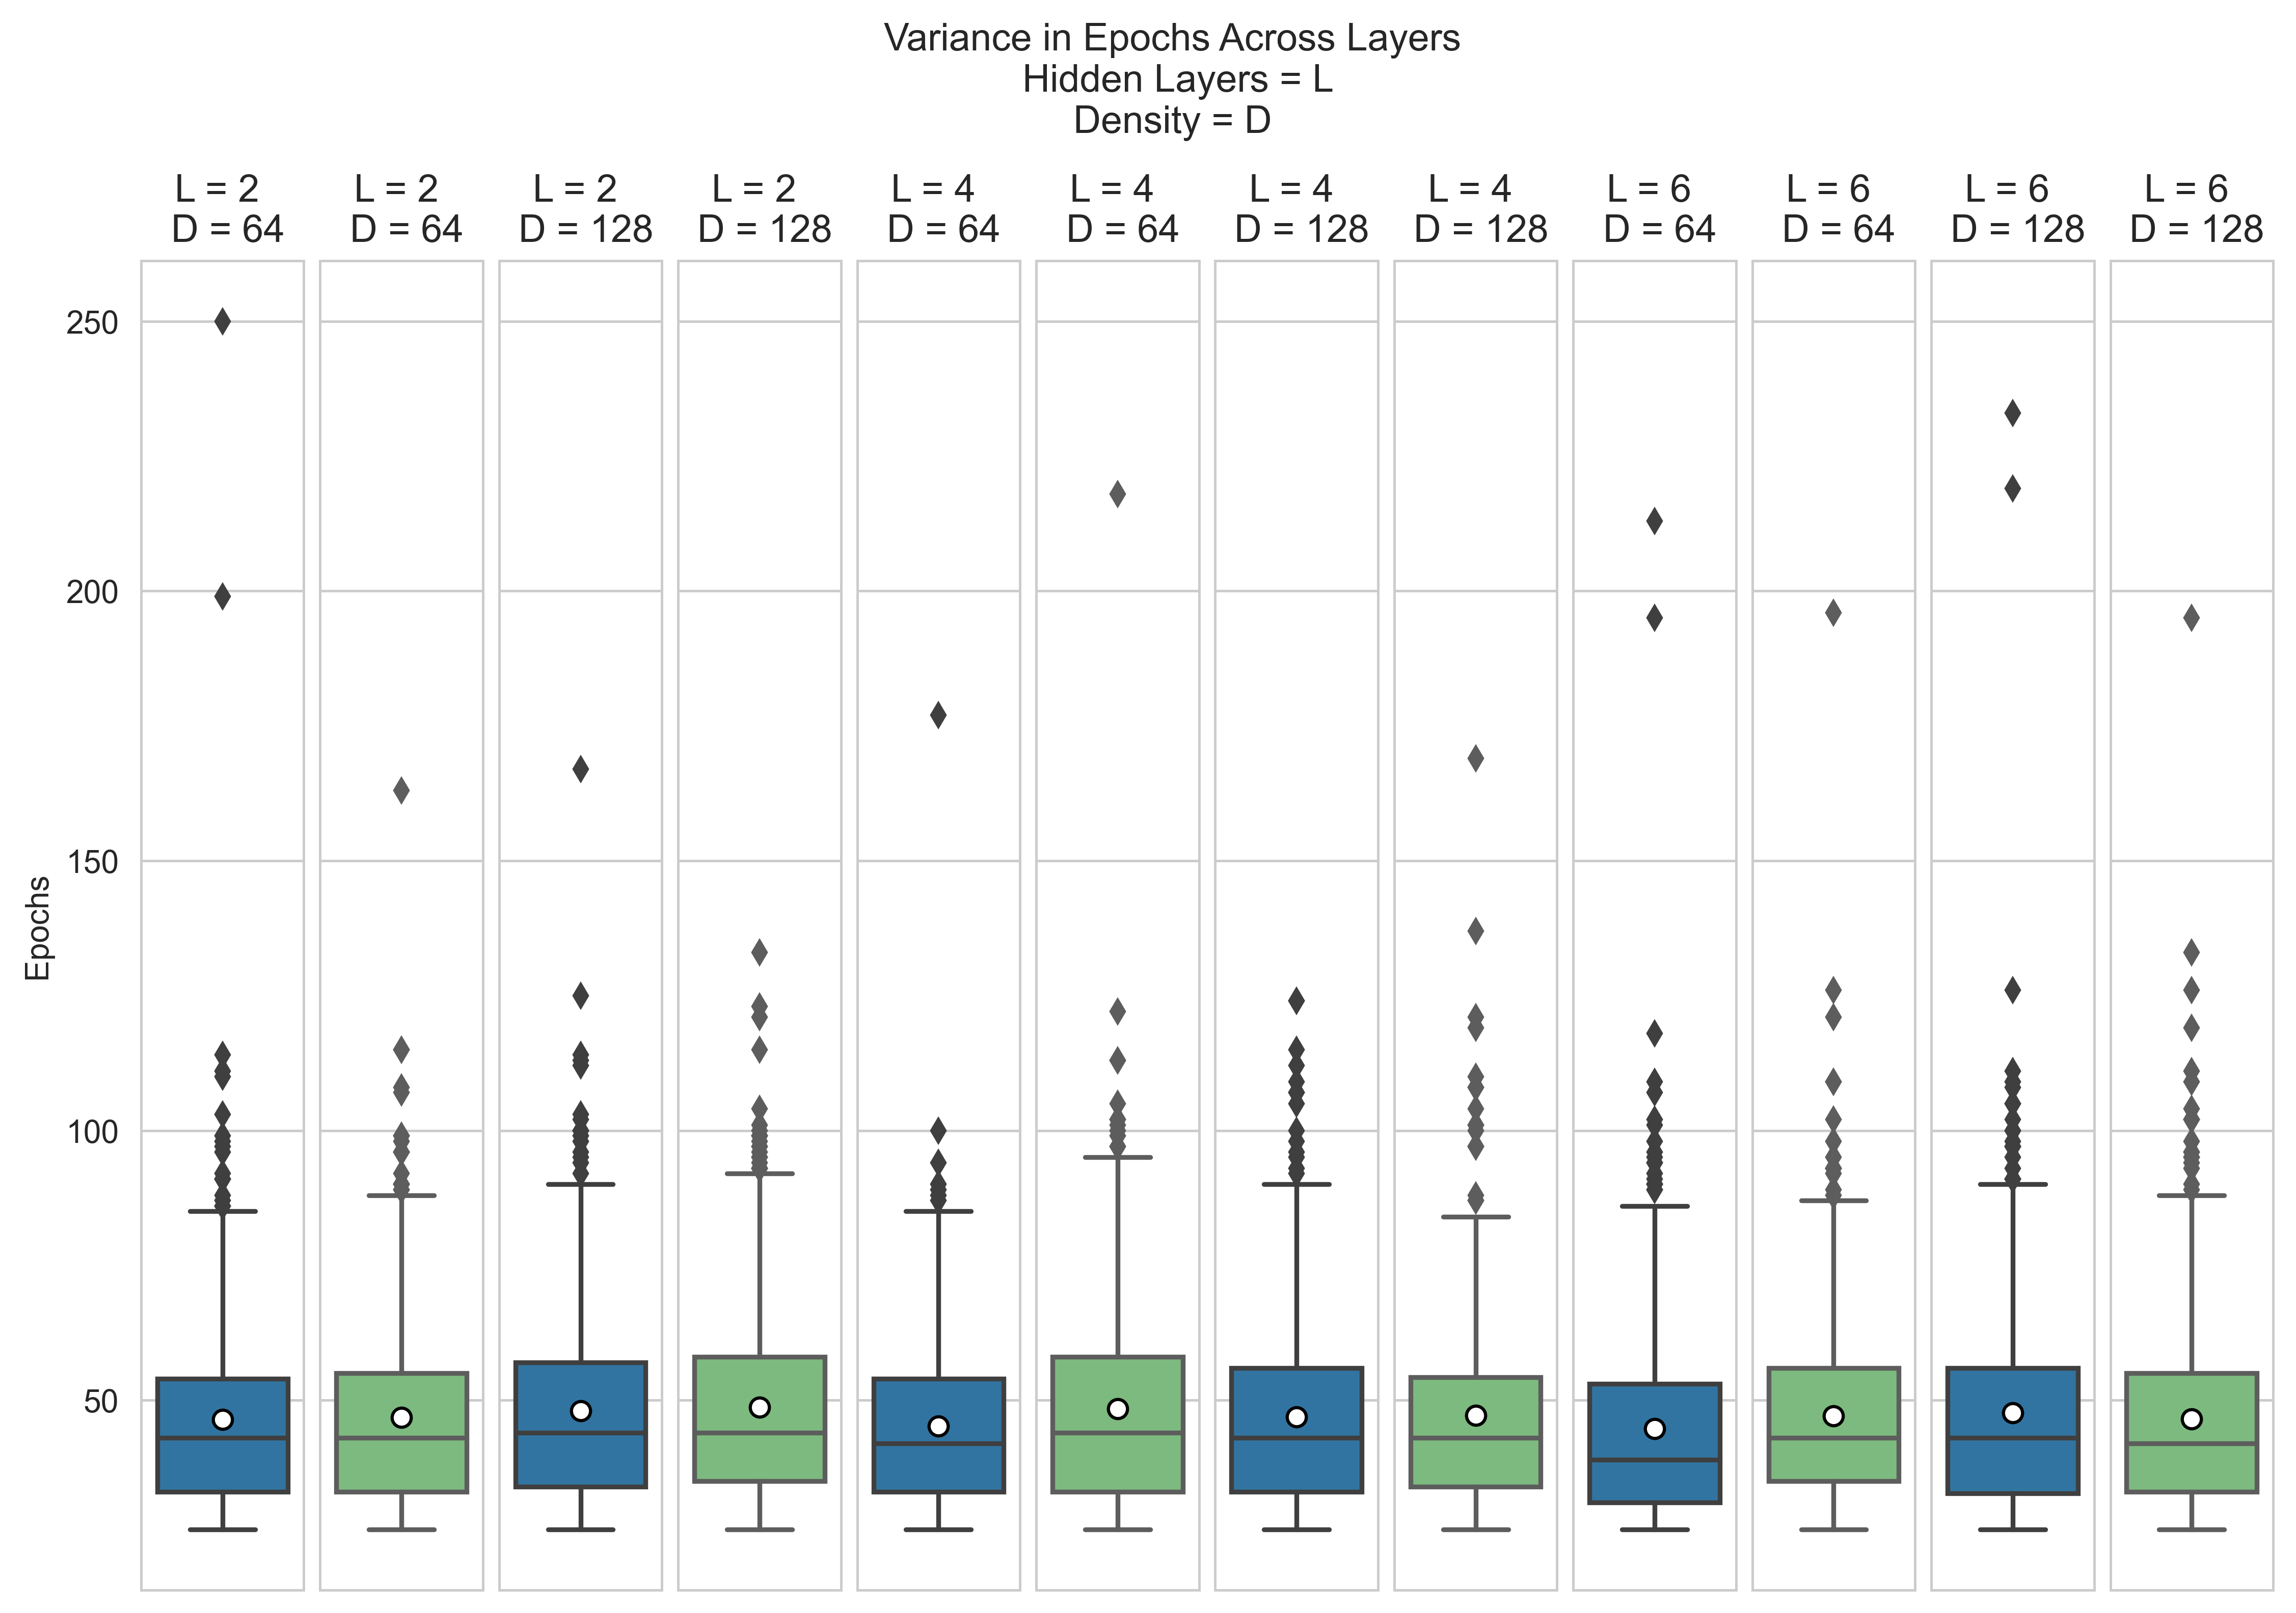 Variance in Epochs Across Layers
Hidden Layers = L
Density = D
L = 2
D = 64
L = 2
D = 64
L = 2
D = 128
L = 2
D = 128
L = 4
D = 64
L = 4
D = 64
L = 4
D = 128
L = 4
D = 128
L = 6
D = 64
L = 6
D = 64
L = 6
D = 128
L = 6
D = 128
250
200
150
100
50
Epochs